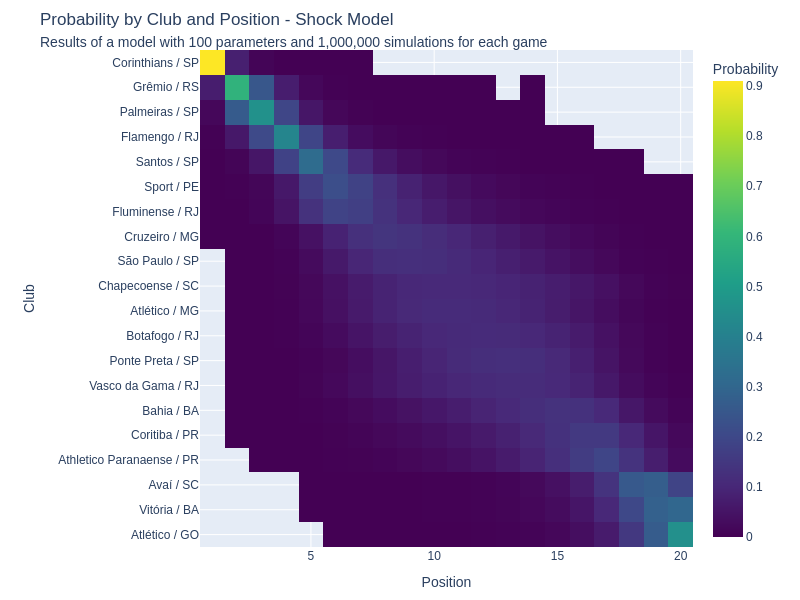 Probability by Club and Position - Shock Model
Results of a model with 100 parameters and 1,000,000 simulations for each game
Probability
Club
Corinthians / SP
Grêmio / RS
Palmeiras / SP
Flamengo / RJ
Santos / SP
Sport / PE
Fluminense / RJ
Cruzeiro / MG
São Paulo / SP
Chapecoense / SC
Atlético / MG
Botafogo / RJ
Ponte Preta / SP
Vasco da Gama / RJ
Bahia / BA
Coritiba / PR
Athletico Paranaense / PR
Avaí / SC
Vitória / BA
Atlético / GO
5 10 15 20
Position
0.9
0.8
0.7
0.6
0.5
0.4
0.3
0.2
0.1
0